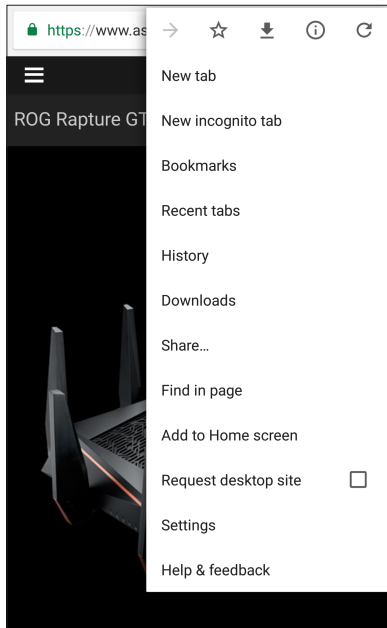 https://www.as
New tab
ROG Rapture GT
New incognito tab
Bookmarks
Recent tabs
History
Downloads
Share...
Find in page
Add to Home screen
Request desktop site
Settings
Help & feedback